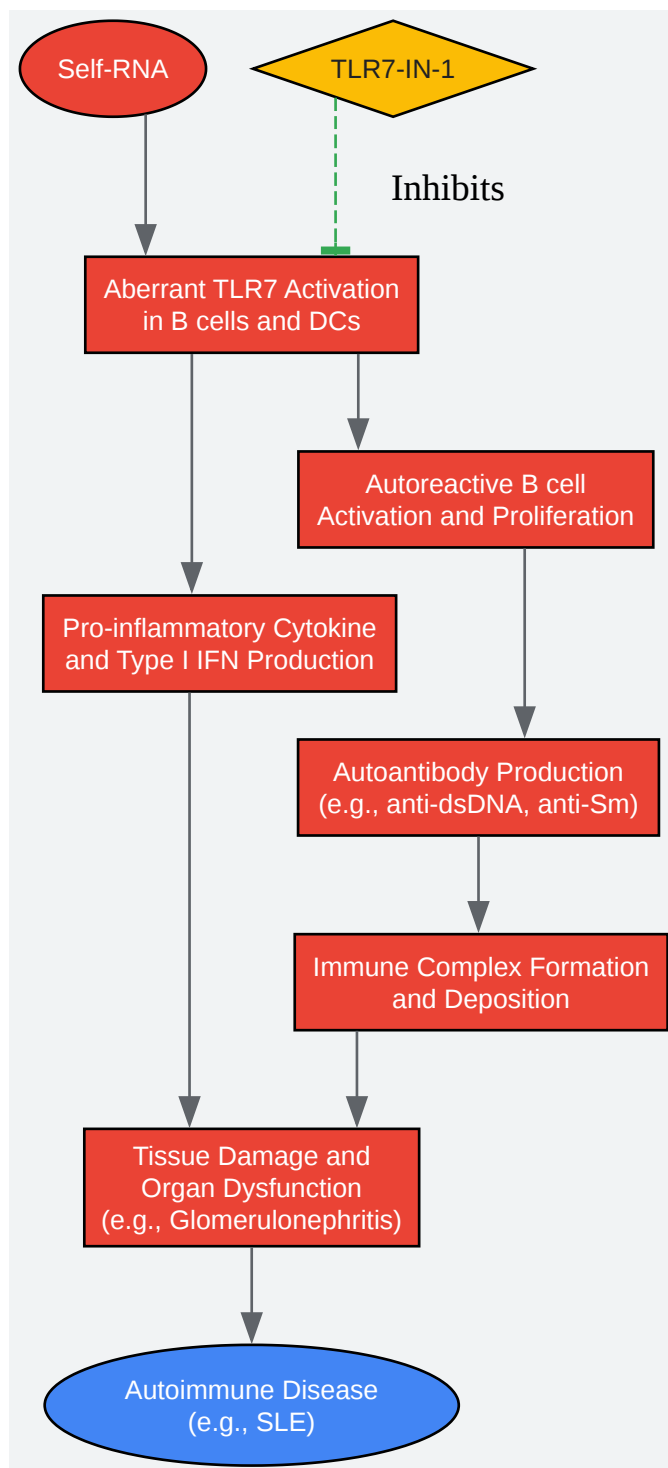 Self-RNA
TLR7-IN-1
Inhibits
Aberrant TLR7 Activation
in B cells and DCs
Autoreactive B cell
Activation and Proliferation
Pro-inflammatory Cytokine
and Type I IFN Production
Autoantibody Production
(e.g., anti-dsDNA, anti-Sm)
Immune Complex Formation
and Deposition
Tissue Damage and
Organ Dysfunction
(e.g., Glomerulonephritis)
Autoimmune Disease
(e.g., SLE)